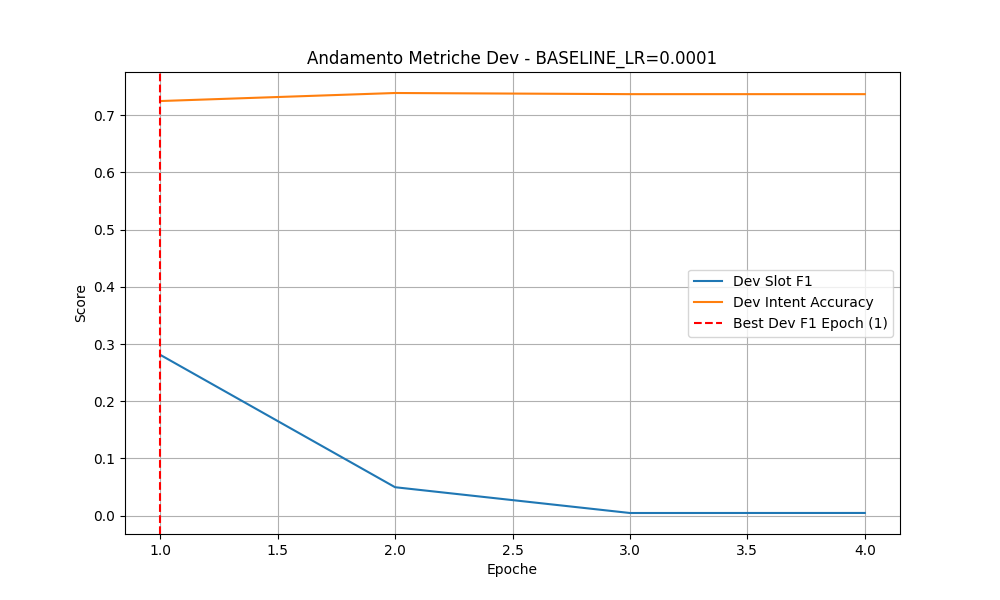 Andamento Metriche Dev - BASELINE_LR=0.0001
Score
0.7
0.6
0.5
0.4
0.3
0.2
0.1
0.0
Dev Slot F1
Dev Intent Accuracy
Best Dev F1 Epoch (1)
1.0 1.5 2.0 2.5 3.0 3.5 4.0
Epoche